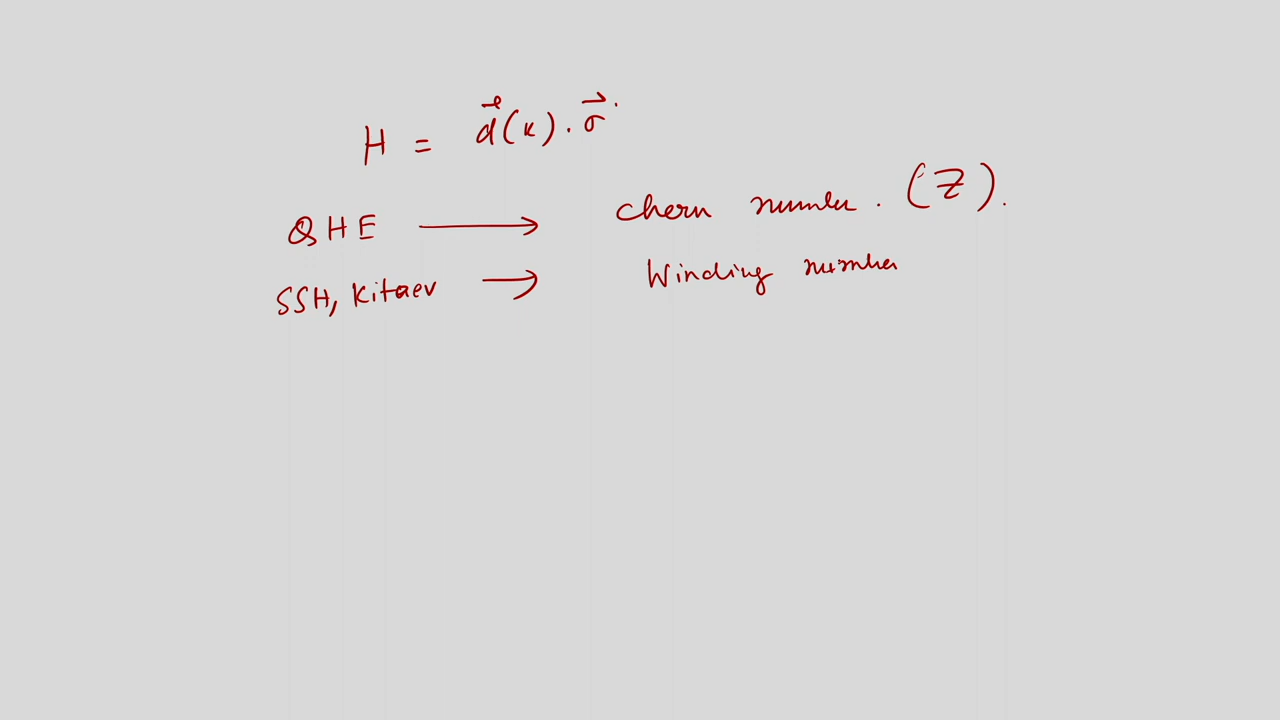 H = d⃗(k) . σ⃗ .
QHE ⟶ Chern number . (Z) .
SSH, Kitaev → Winding number